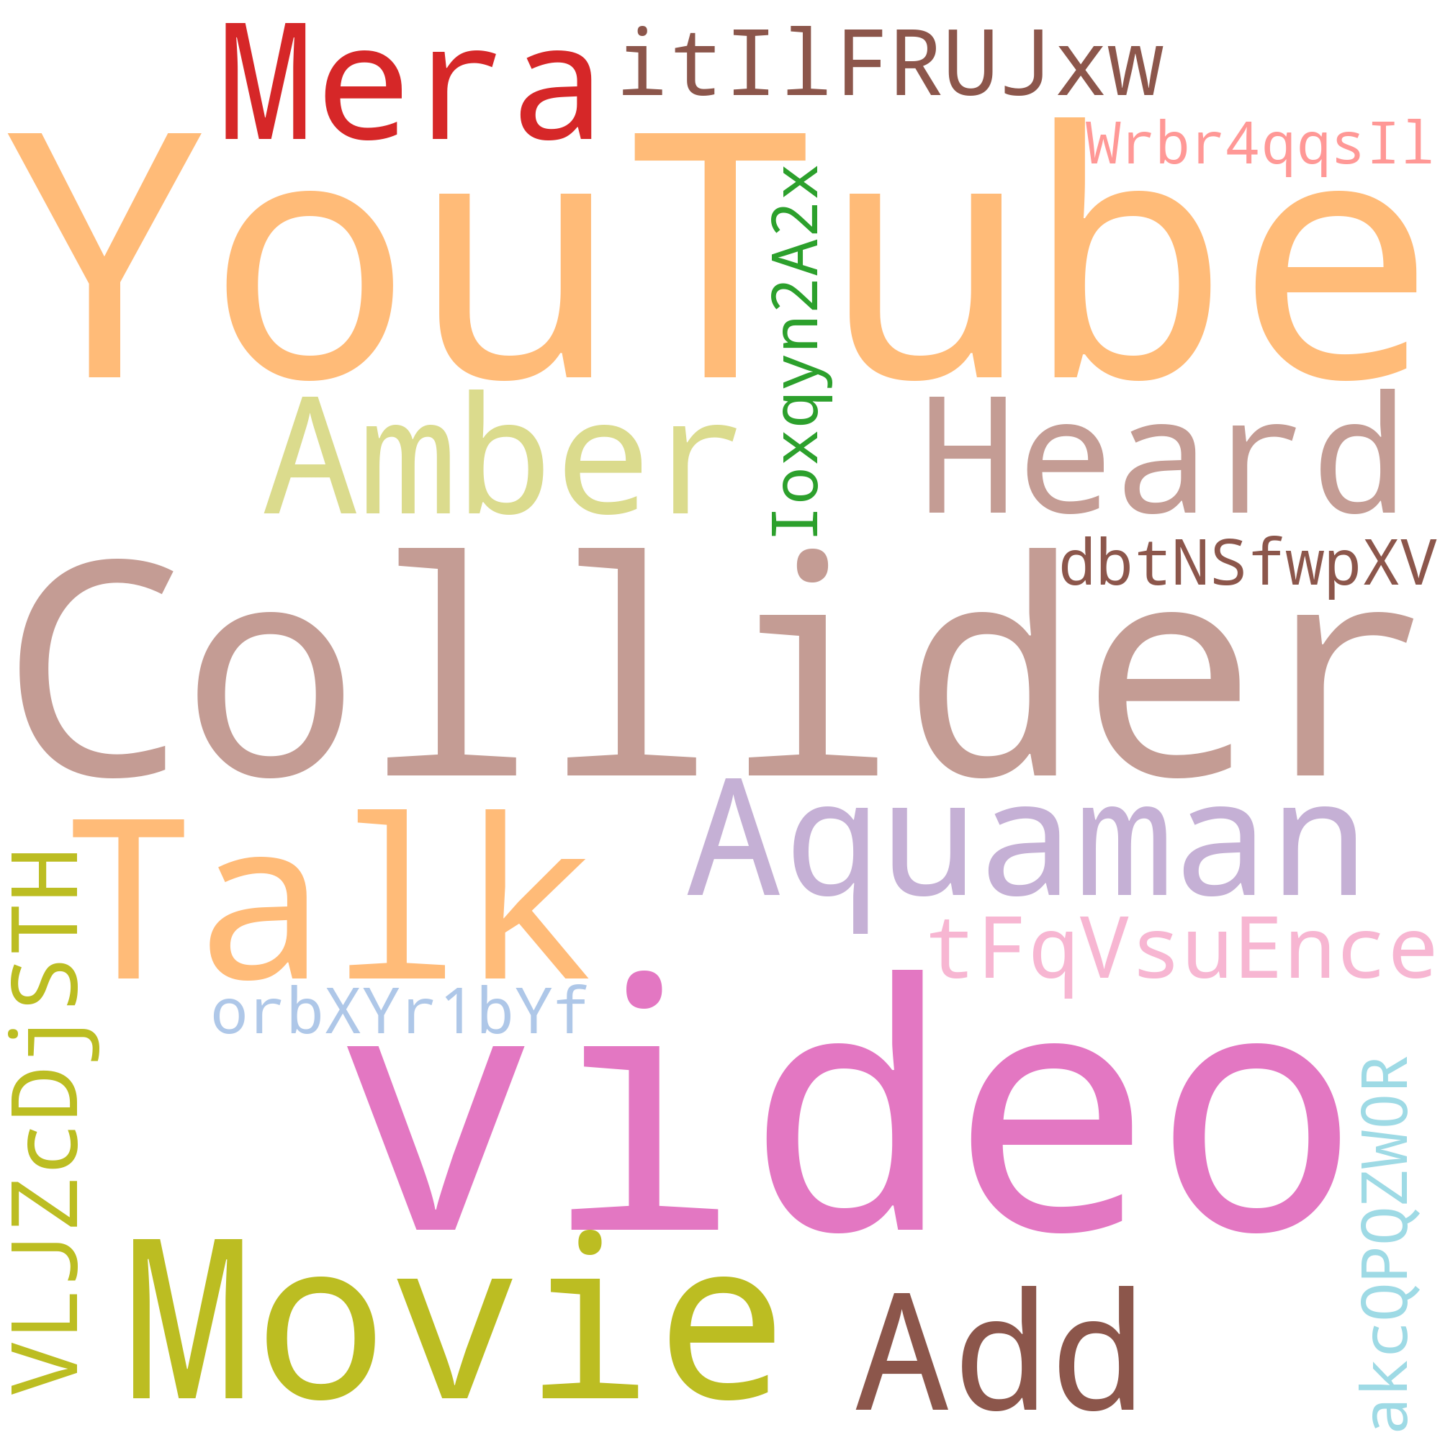 Mera
itIlFRUJxw
Wrbr4qqsIl
YouTube
Ioxqyn2A2x
Amber
Heard
dbtNSfwpXV
Collider
Talk
Aquaman
tFqVsuEnce
orbXYr1bYf
VLJZcDjSTH
video
akcQPQZW0R
Movie
Add